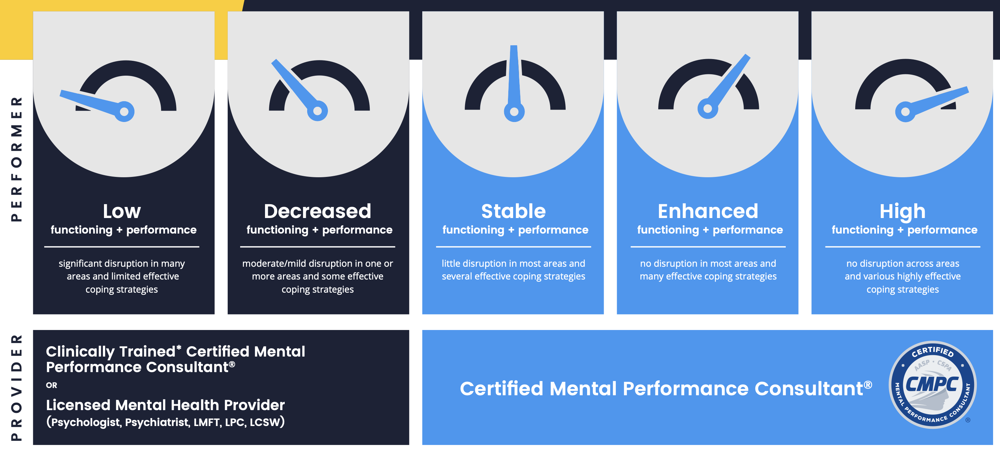 PERFORMER
Low
functioning + performance
significant disruption in many
areas and limited effective
coping strategies
Decreased
functioning + performance
moderate/mild disruption in one or
more areas and some effective
coping strategies
Stable
functioning + performance
little disruption in most areas and
several effective coping strategies
Enhanced
functioning + performance
no disruption in most areas and
many effective coping strategies
High
functioning + performance
no disruption across areas
and various highly effective
coping strategies
PROVIDER
Clinically Trained* Certified Mental
Performance Consultant®
OR
Licensed Mental Health Provider
(Psychologist, Psychiatrist, LMFT, LPC, LCSW)
Certified Mental Performance Consultant®
CERTIFIED
AASP • CSPA
CMPC
MENTAL PERFORMANCE CONSULTANT
®